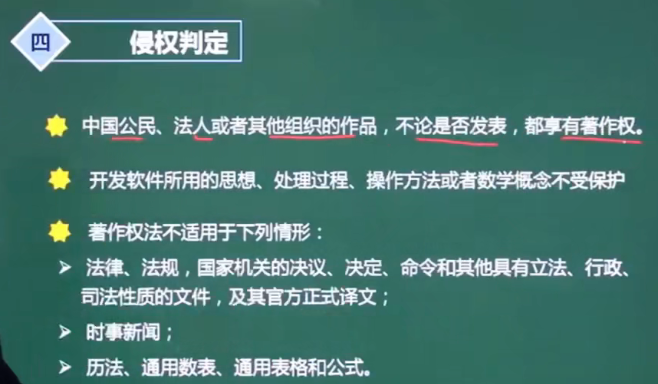 四 侵权判定
中国公民、法人或者其他组织的作品，不论是否发表，都享有著作权。
开发软件所用的思想、处理过程、操作方法或者数学概念不受保护
著作权法不适用于下列情形：
法律、法规，国家机关的决议、决定、命令和其他具有立法、行政、
司法性质的文件，及其官方正式译文；
时事新闻；
历法、通用数表、通用表格和公式。